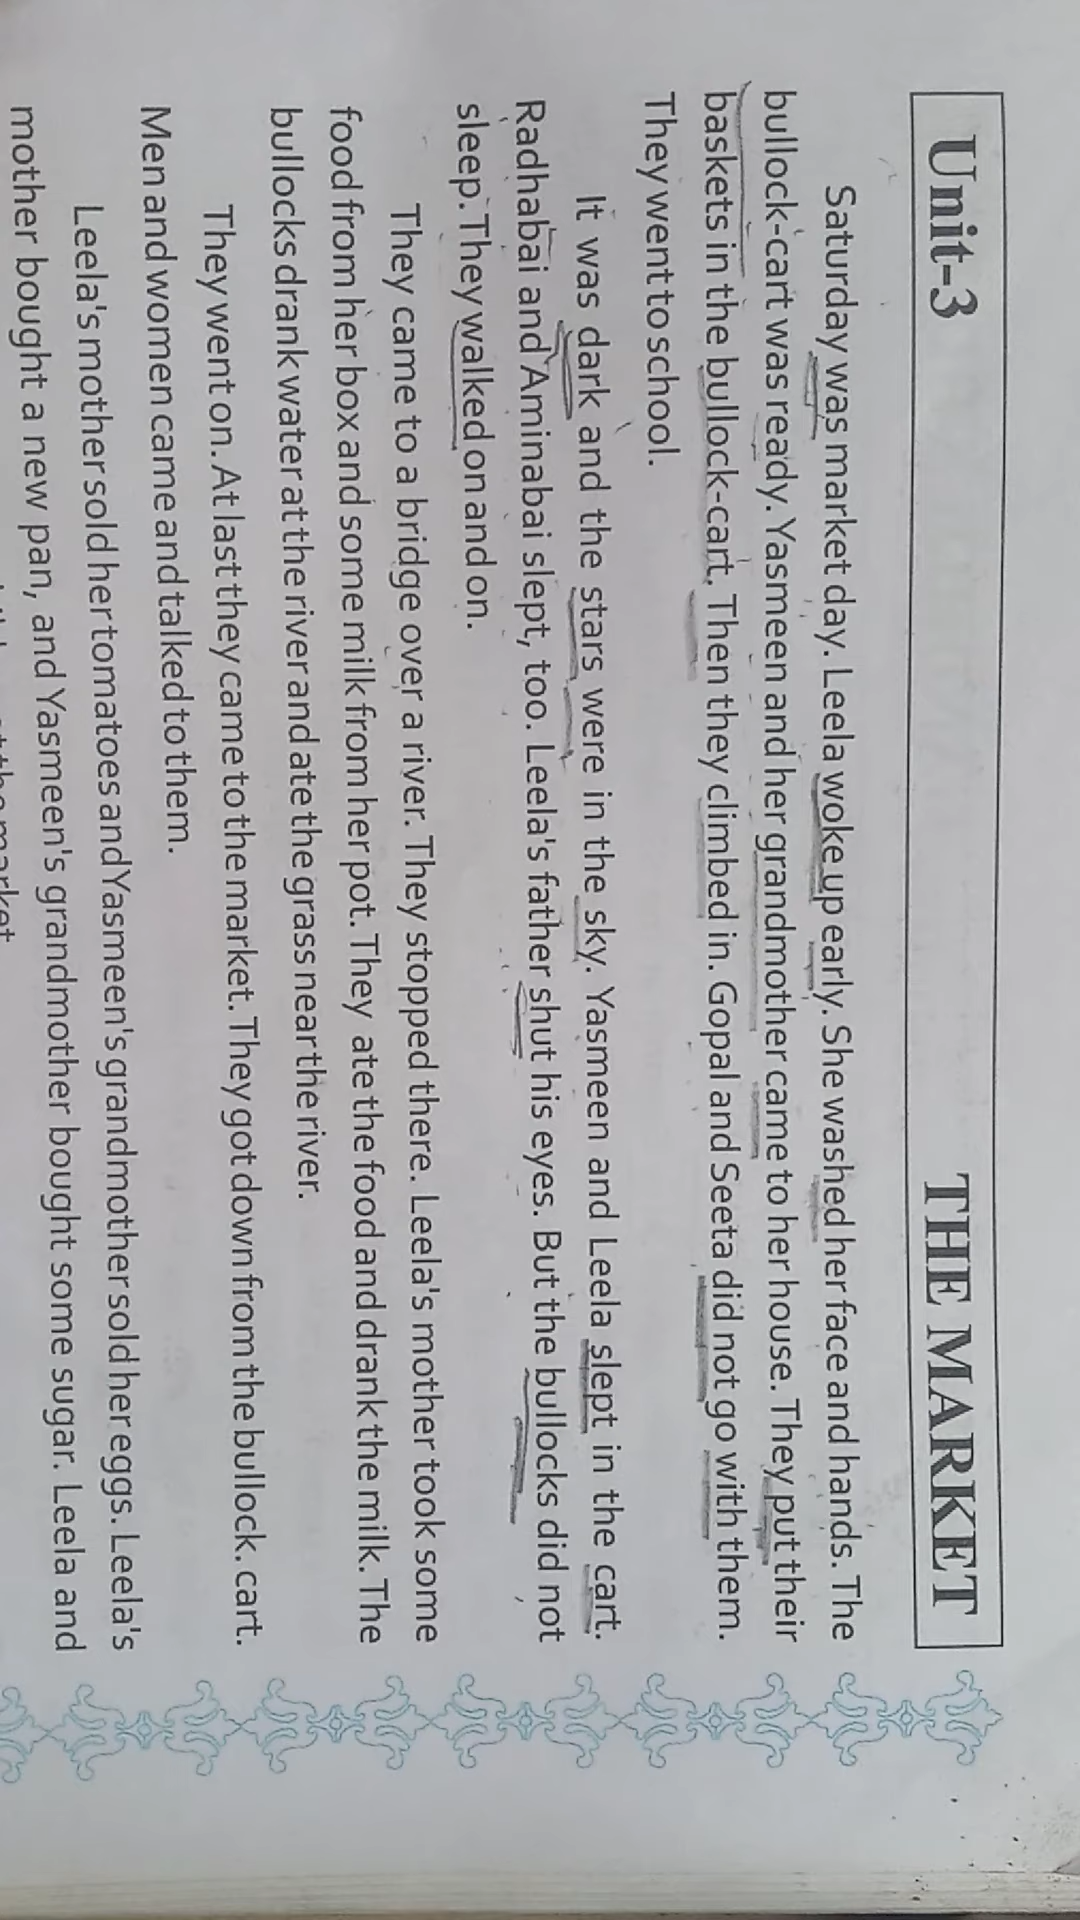 Unit-3 THE MARKET
Saturday was market day. Leela woke up early. She washed her face and hands. The
bullock-cart was ready. Yasmeen and her grandmother came to her house. They put their
baskets in the bullock-cart. Then they climbed in. Gopal and Seeta did not go with them.
They went to school.
It was dark and the stars were in the sky. Yasmeen and Leela slept in the cart.
Radhabai and Aminabai slept, too. Leela's father shut his eyes. But the bullocks did not
sleep. They walked on and on.
They came to a bridge over a river. They stopped there. Leela's mother took some
food from her box and some milk from her pot. They ate the food and drank the milk. The
bullocks drank water at the river and ate the grass near the river.
They went on. At last they came to the market. They got down from the bullock. cart.
Men and women came and talked to them.
Leela's mother sold her tomatoes and Yasmeen's grandmother sold her eggs. Leela's
mother bought a new pan, and Yasmeen's grandmother bought some sugar. Leela and
market